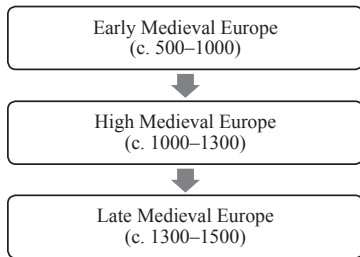 Early Medieval Europe
(c. 500–1000)
High Medieval Europe
(c. 1000–1300)
Late Medieval Europe
(c. 1300–1500)